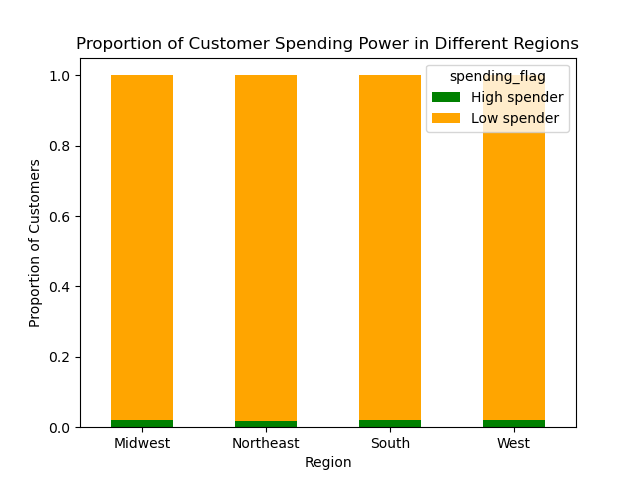 Proportion of Customer Spending Power in Different Regions
spending_flag
High spender
Low spender
Proportion of Customers
1.0
0.8
0.6
0.4
0.2
0.0
Midwest Northeast South West
Region